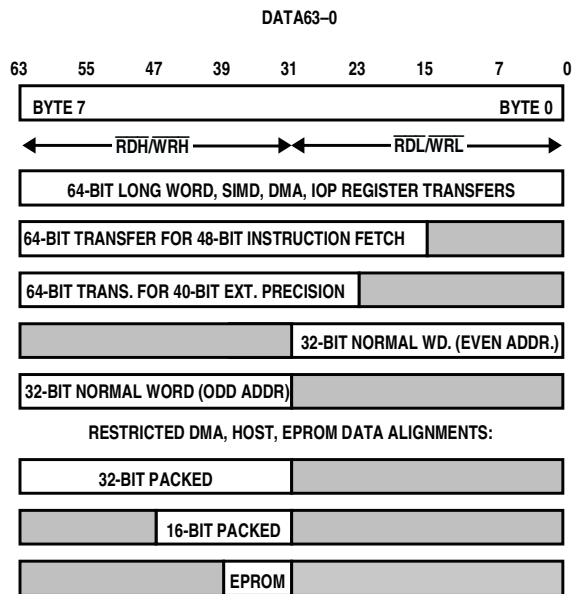 DATA63–0
63 55 47 39 31 23 15 7 0
BYTE 7 BYTE 0
RDH/WRH RDL/WRL
64-BIT LONG WORD, SIMD, DMA, IOP REGISTER TRANSFERS
64-BIT TRANSFER FOR 48-BIT INSTRUCTION FETCH
64-BIT TRANS. FOR 40-BIT EXT. PRECISION
32-BIT NORMAL WD. (EVEN ADDR.)
32-BIT NORMAL WORD (ODD ADDR)
RESTRICTED DMA, HOST, EPROM DATA ALIGNMENTS:
32-BIT PACKED
16-BIT PACKED
EPROM